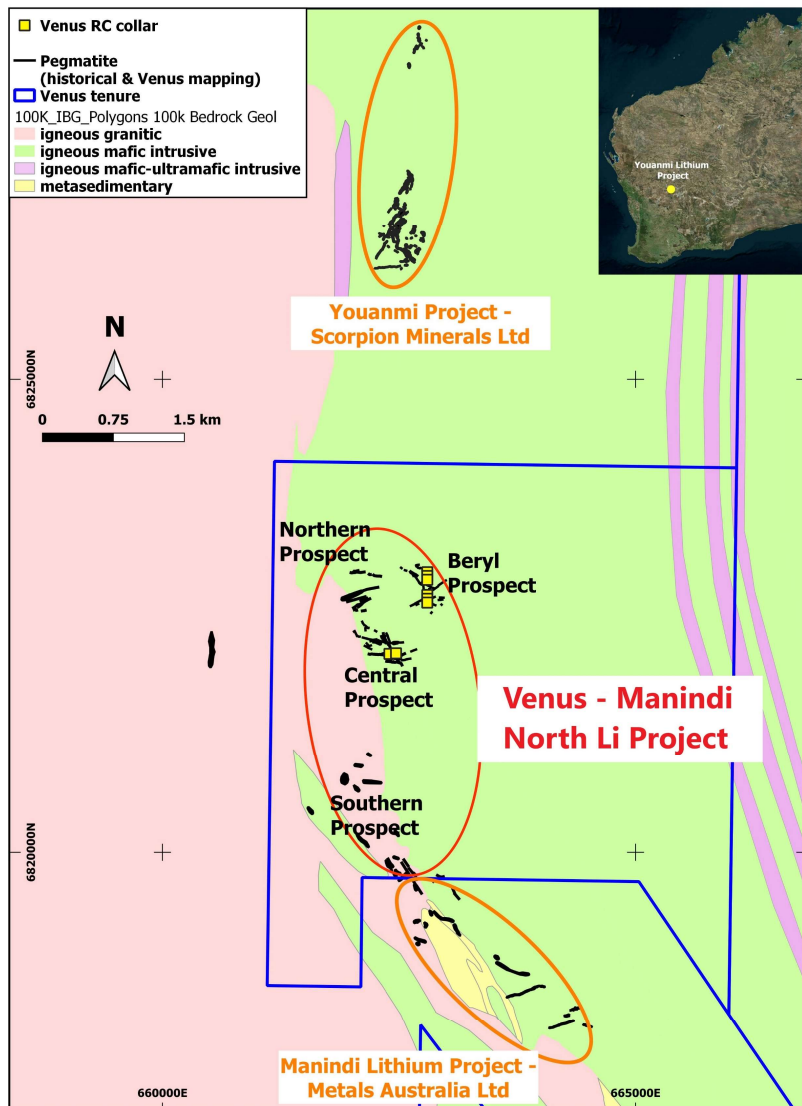 Venus RC collar
Pegmatite
(historical & Venus mapping)
Venus tenure
100K_IBG_Polygons 100k Bedrock Geol
igneous granitic
igneous mafic intrusive
igneous mafic-ultramafic intrusive
metasedimentary
Youanmi Lithium
Project
Youanmi Project -
Scorpion Minerals Ltd
N
0 0.75 1.5 km
6825000N
Northern
Prospect
Beryl
Prospect
Central
Prospect
Venus - Manindi
North Li Project
Southern
Prospect
6820000N
Manindi Lithium Project -
Metals Australia Ltd
660000E
665000E